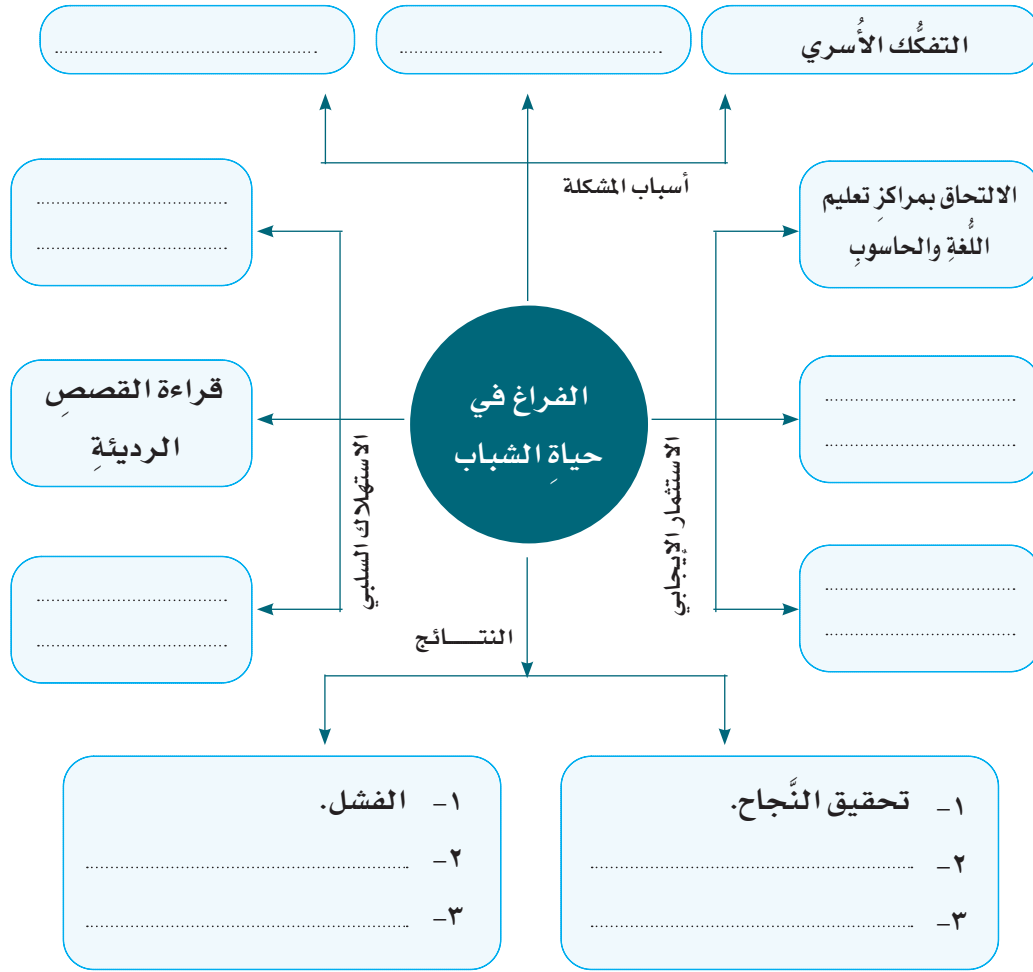 التفكُّك الأُسري
أسباب المشكلة
الالتحاق بمراكزِ تعليم
اللُّغةِ والحاسوبِ
الفراغ في
حياةِ الشباب
قراءة القصصِ
الرديئةِ
الاستثمار الإيجابي
الاستهلاك السلبي
النتـــــائج
١- تحقيق النَّجاح.
٢-
٣-
١- الفشل.
٢-
٣-